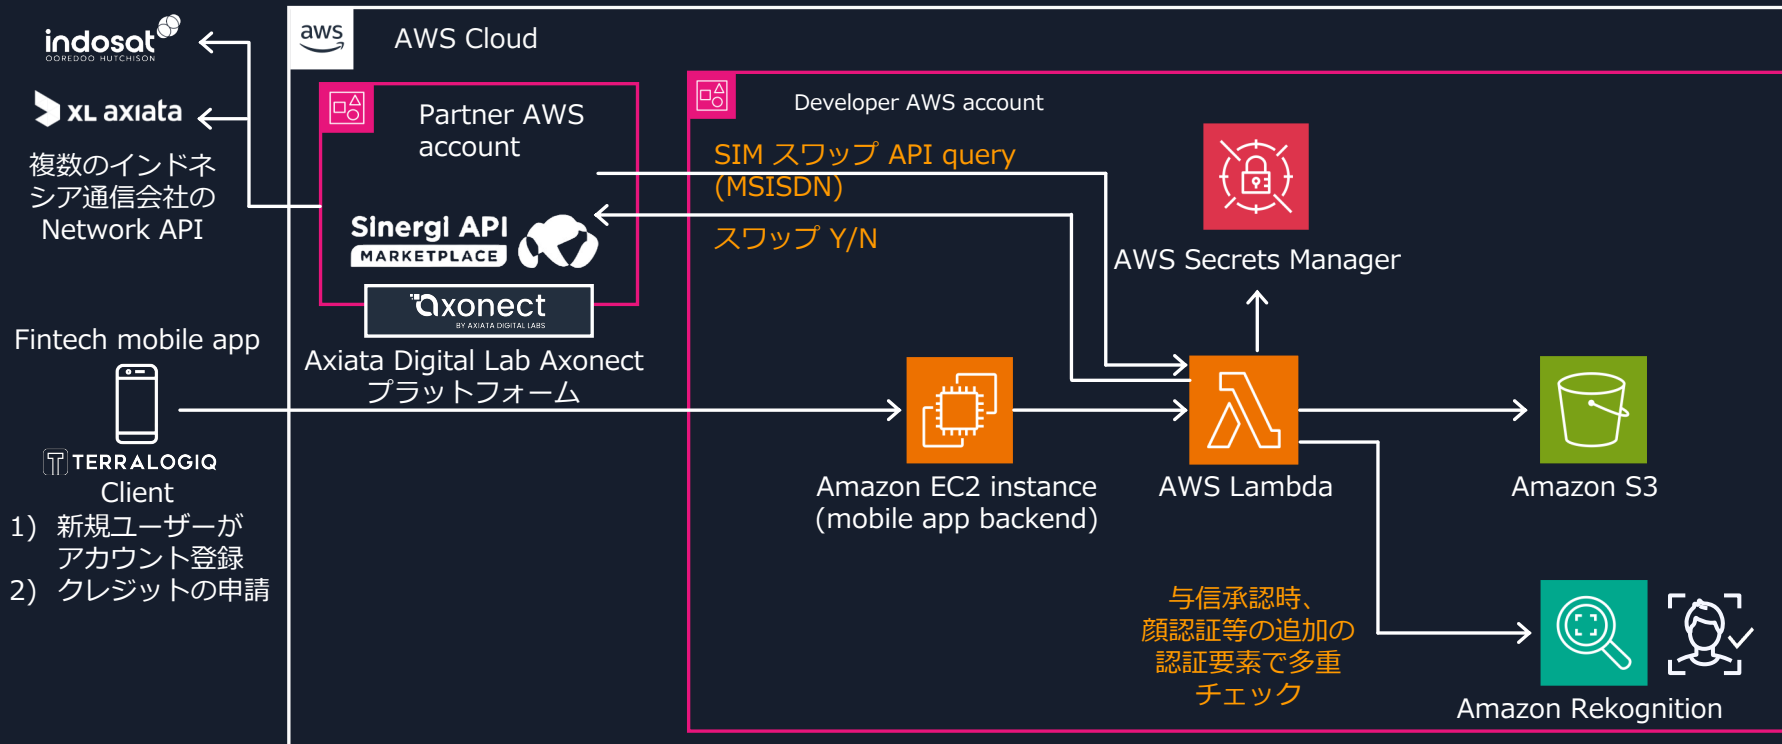 indosat
OOREDOO HUTCHISON
XL axiata
複数のインドネ
シア通信会社の
Network API
Fintech mobile app
TERRALOGIQ
Client
1) 新規ユーザーが
アカウント登録
2) クレジットの申請
aws
AWS Cloud
Partner AWS
account
Sinergi API
MARKETPLACE
axonect
BY AXIATA DIGITAL LABS
Axiata Digital Lab Axonect
プラットフォーム
Developer AWS account
SIM スワップ API query
(MSISDN)
スワップ Y/N
AWS Secrets Manager
Amazon EC2 instance
(mobile app backend)
AWS Lambda
Amazon S3
与信承認時、
顔認証等の追加の
認証要素で多重
チェック
Amazon Rekognition